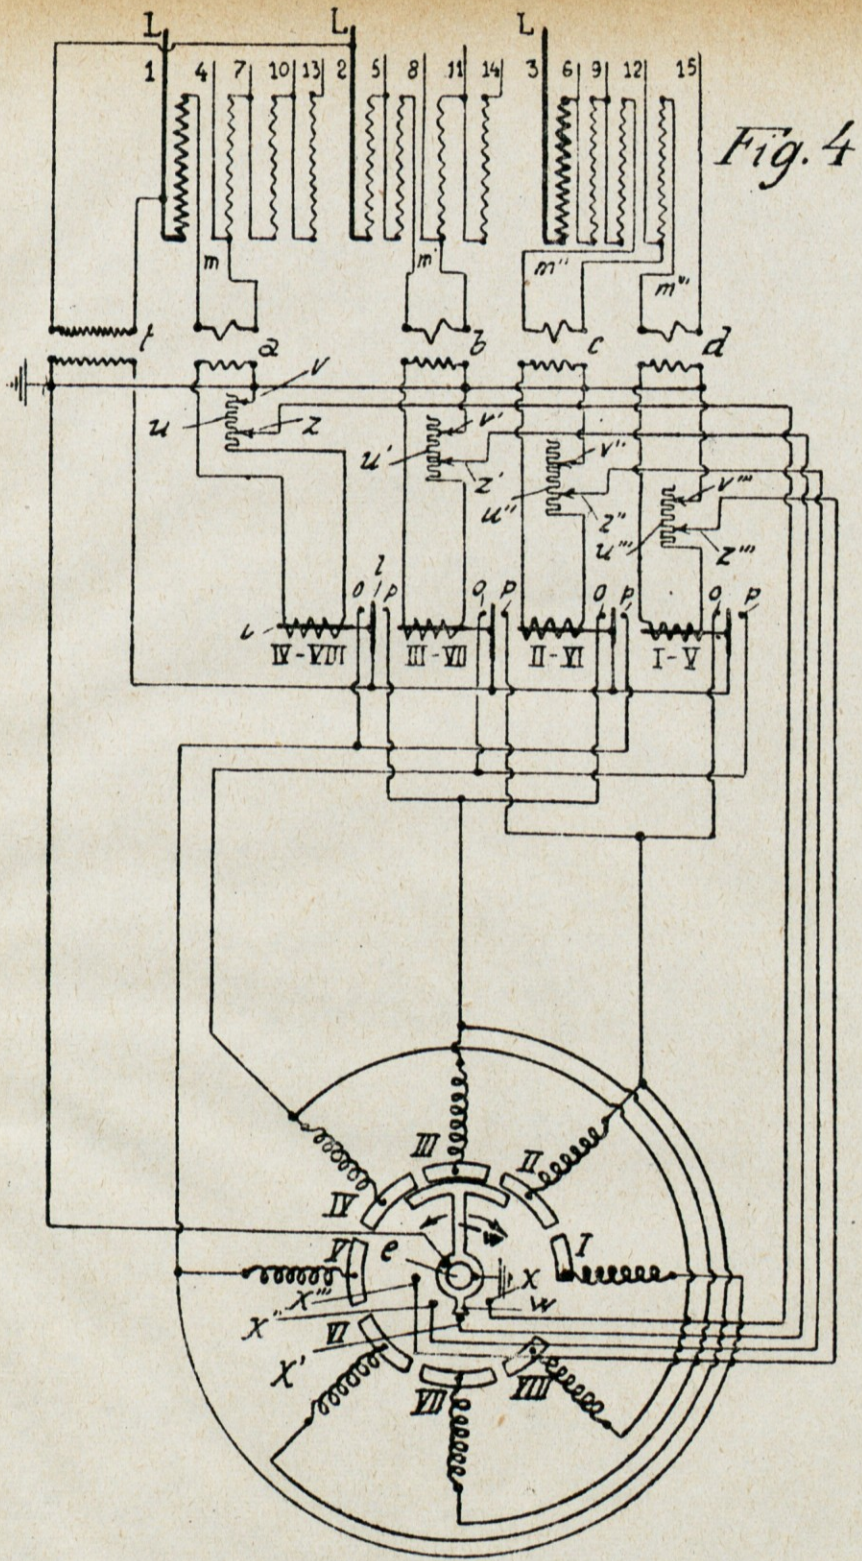 L L L
1 4 7 10 13 2 5 8 11 14 3 6 9 12 15
Fig. 4
m m' m'' m'''
t a b c d
v
u z
v'
u' z'
v''
u'' z''
v'''
u''' z'''
o l p o p o p o p
i
IV-VIII III-VII II-VI I-V
III II
IV
V e I
X''' X
X'' VI w
X'
VII VIII